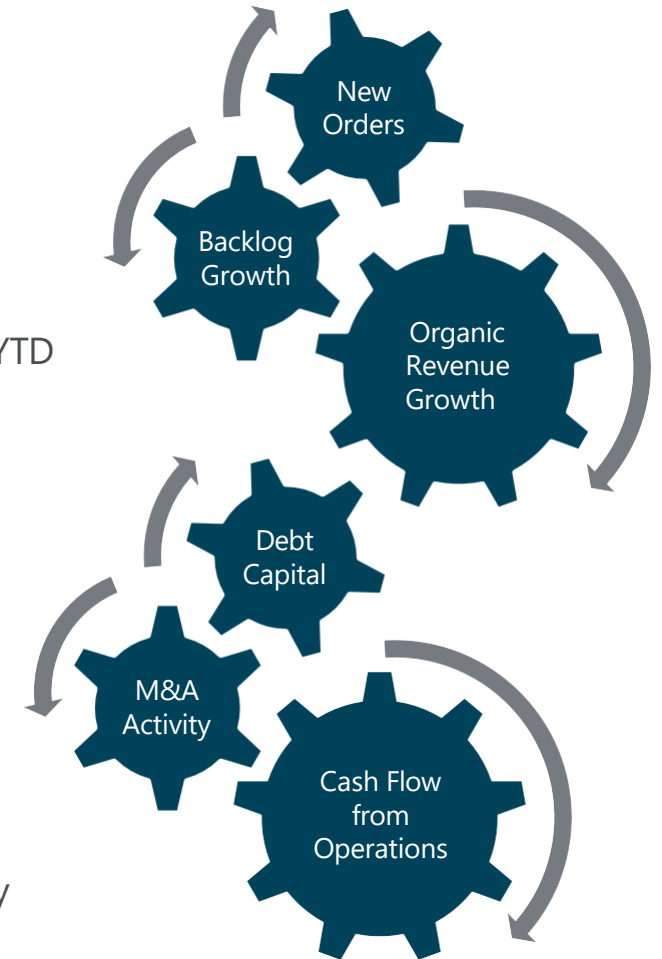 New
Orders
Backlog
Growth
YTD
Organic
Revenue
Growth
Debt
Capital
M&A
Activity
Cash Flow
from
Operations